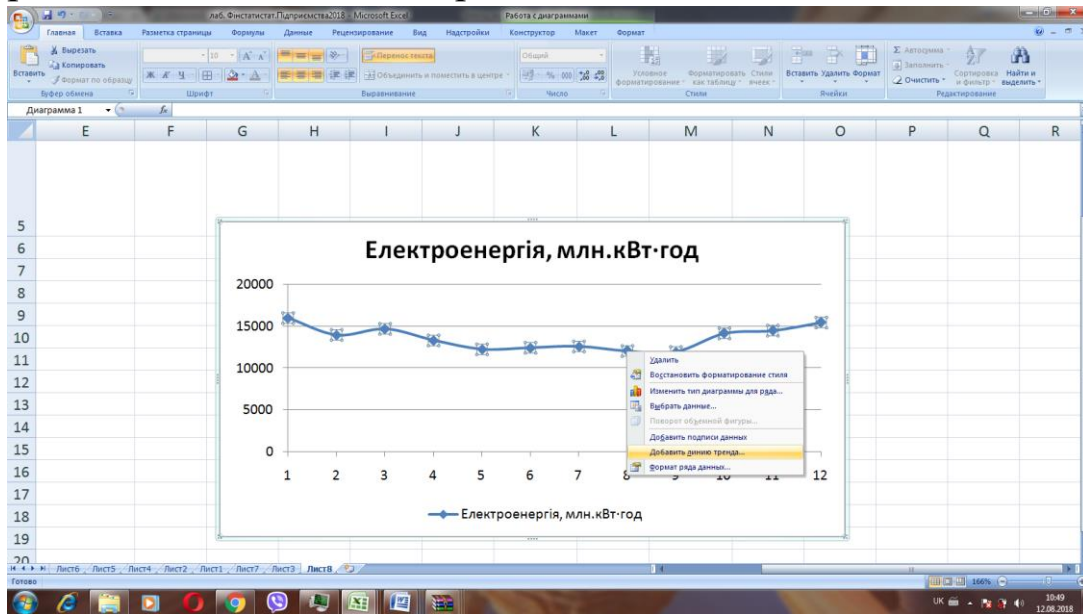 лаб. Фінстатистат.Підприємства2018 - Microsoft Excel
Работа с диаграммами
Главная Вставка Разметка страницы Формулы Данные Рецензирование Вид Надстройки Конструктор Макет Формат
Вставить
Вырезать
Копировать
Формат по образцу
Буфер обмена
10
Ж К Ч
Шрифт
Перенос текста
Объединить и поместить в центре
Выравнивание
Общий
% 000
Число
Условное форматирование
Форматировать как таблицу
Стили ячеек
Стили
Вставить Удалить Формат
Ячейки
Σ Автосумма
Заполнить
Очистить
Сортировка и фильтр
Найти и выделить
Редактирование
Диаграмма 1
fx
E F G H I J K L M N O P Q R
5
6
7
8
9
10
11
12
13
14
15
16
17
18
19
20
Електроенергія, млн.кВт·год
20000
15000
10000
5000
0
1 2 3 4 5 6 7 8 9 10 11 12
Електроенергія, млн.кВт·год
Удалить
Восстановить форматирование стиля
Изменить тип диаграммы для ряда...
Выбрать данные...
Поворот объемной фигуры...
Добавить подписи данных
Добавить линию тренда...
Формат ряда данных...
Лист6 Лист5 Лист4 Лист2 Лист1 Лист7 Лист3 Лист8
Готово
166%
UK
10:49
12.08.2018